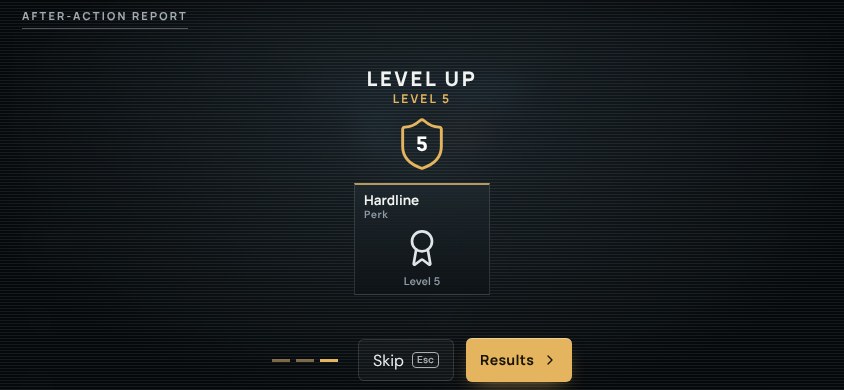 AFTER-ACTION REPORT
LEVEL UP
LEVEL 5
5
Hardline
Perk
Level 5
Skip Esc
Results